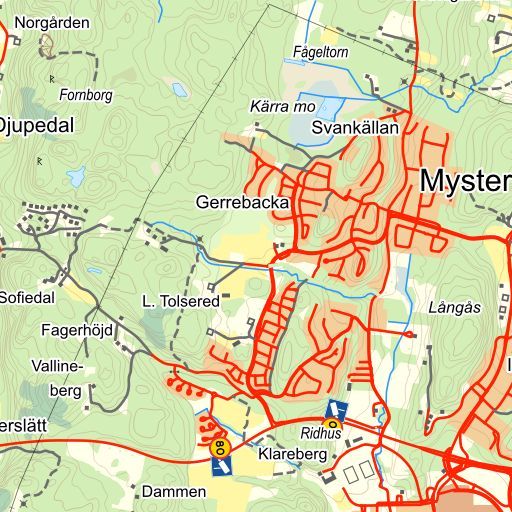 Norgården
Fågeltorn
Fornborg
Kärra mo
Djupedal
Svankällan
Myster
Gerrebacka
Sofiedal
L. Tolsered
Långås
Fagerhöjd
Valline-
berg
erslätt
Ridhus
80
Klareberg
Dammen